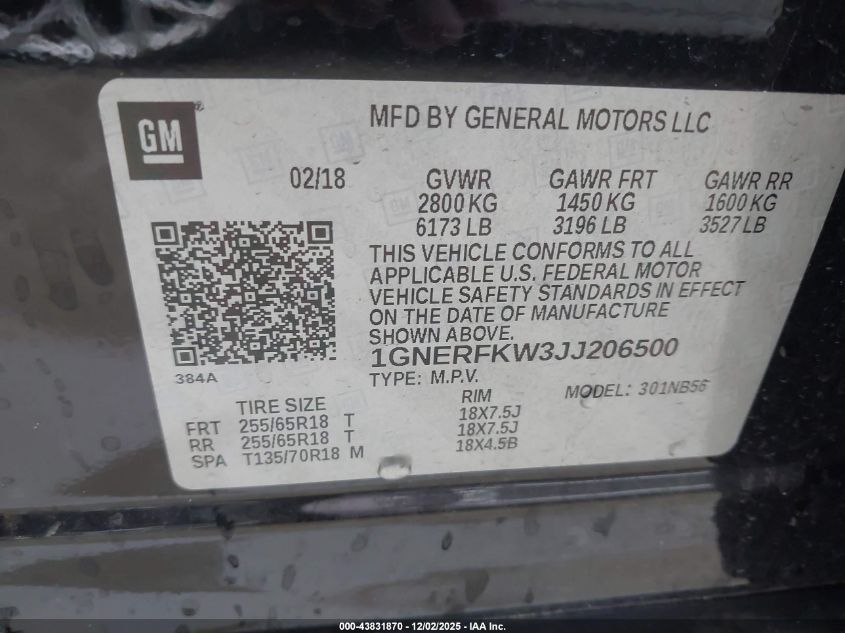 GM®
MFD BY GENERAL MOTORS LLC
02/18
GVWR GAWR FRT GAWR RR
2800 KG 1450 KG 1600 KG
6173 LB 3196 LB 3527 LB
THIS VEHICLE CONFORMS TO ALL
APPLICABLE U.S. FEDERAL MOTOR
VEHICLE SAFETY STANDARDS IN EFFECT
ON THE DATE OF MANUFACTURE
SHOWN ABOVE.
1GNERFKW3JJ206500
TYPE: M.P.V. MODEL: 301NB56
384A
TIRE SIZE RIM
FRT 255/65R18 T 18X7.5J
RR 255/65R18 T 18X7.5J
SPA T135/70R18 M 18X4.5B
000-43831870 • 12/02/2025 - IAA Inc.